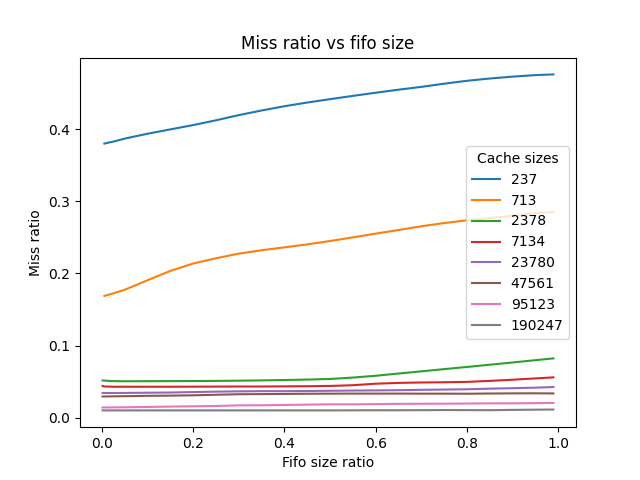 Miss ratio vs fifo size
Miss ratio
0.4
0.3
0.2
0.1
0.0
Cache sizes
237
713
2378
7134
23780
47561
95123
190247
0.0 0.2 0.4 0.6 0.8 1.0
Fifo size ratio